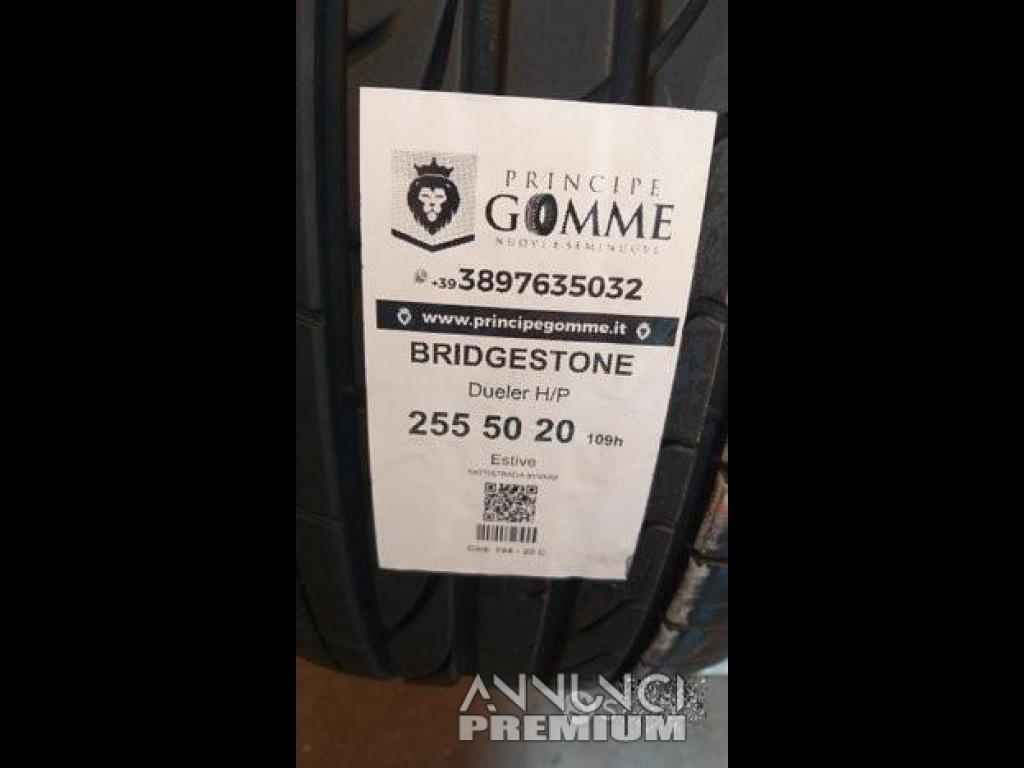 PRINCIPE
GOMME
NUOVE E SEMINUOVE
+39 3897635032
www.principegomme.it
BRIDGESTONE
Dueler H/P
255 50 20 109h
Estive
ANNUNCI
PREMIUM